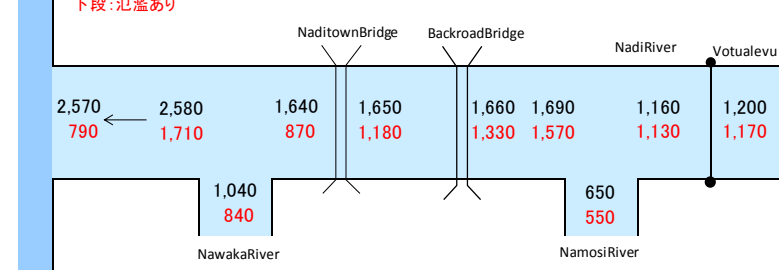 下段:氾濫あり
NaditownBridge
BackroadBridge
NadiRiver
Votualevu
2,570 2,580 1,640 1,650 1,660 1,690 1,160 1,200
790 1,710 870 1,180 1,330 1,570 1,130 1,170
1,040 650
840 550
NawakaRiver NamosiRiver